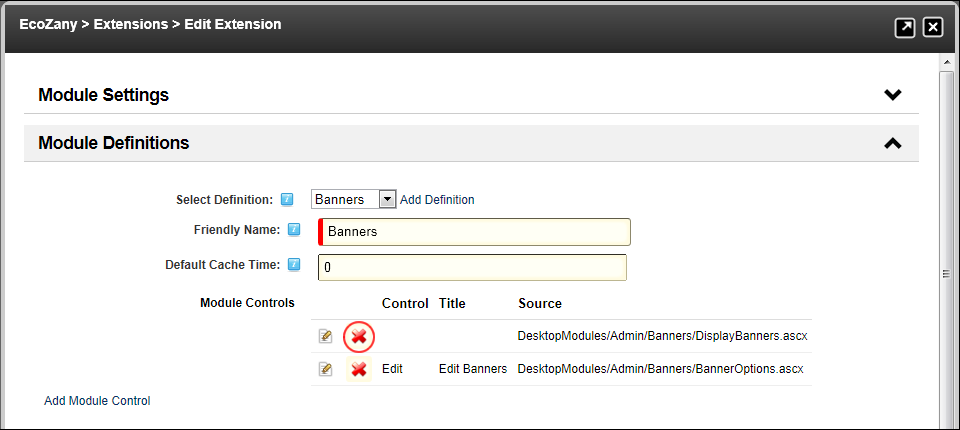 EcoZany > Extensions > Edit Extension
Module Settings
Module Definitions
Select Definition: Banners Add Definition
Friendly Name: Banners
Default Cache Time: 0
Module Controls Control Title Source
DesktopModules/Admin/Banners/DisplayBanners.ascx
Edit Edit Banners DesktopModules/Admin/Banners/BannerOptions.ascx
Add Module Control